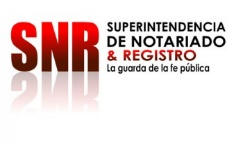 SNR
SUPERINTENDENCIA
DE NOTARIADO
& REGISTRO
La guarda de la fe pública